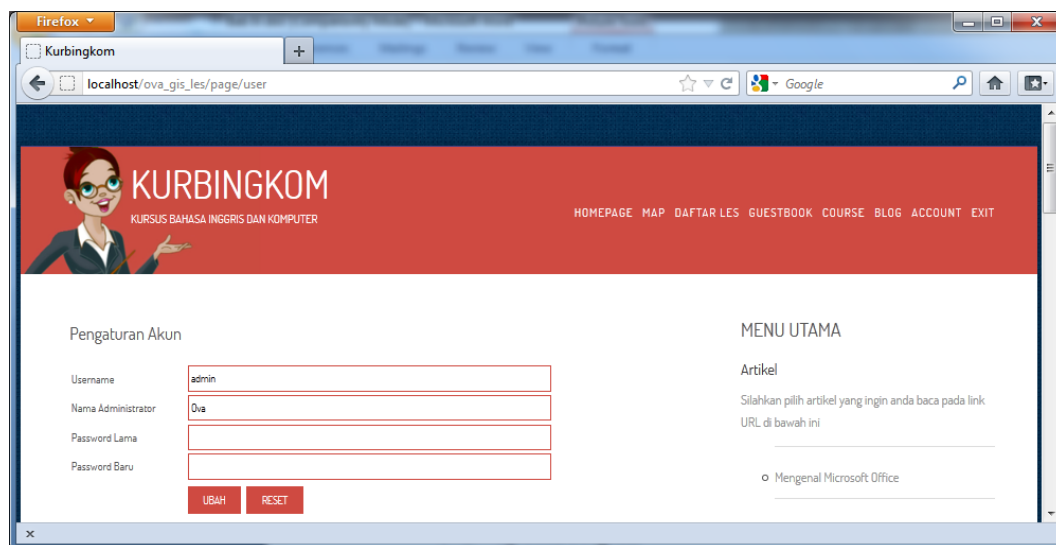 Firefox
Kurbingkom
localhost/ova_gis_les/page/user
Google
KURBINGKOM
KURSUS BAHASA INGGRIS DAN KOMPUTER
HOMEPAGE MAP DAFTAR LES GUESTBOOK COURSE BLOG ACCOUNT EXIT
Pengaturan Akun
Username admin
Nama Administrator Ova
Password Lama
Password Baru
UBAH RESET
MENU UTAMA
Artikel
Silahkan pilih artikel yang ingin anda baca pada link
URL di bawah ini
Mengenal Microsoft Office